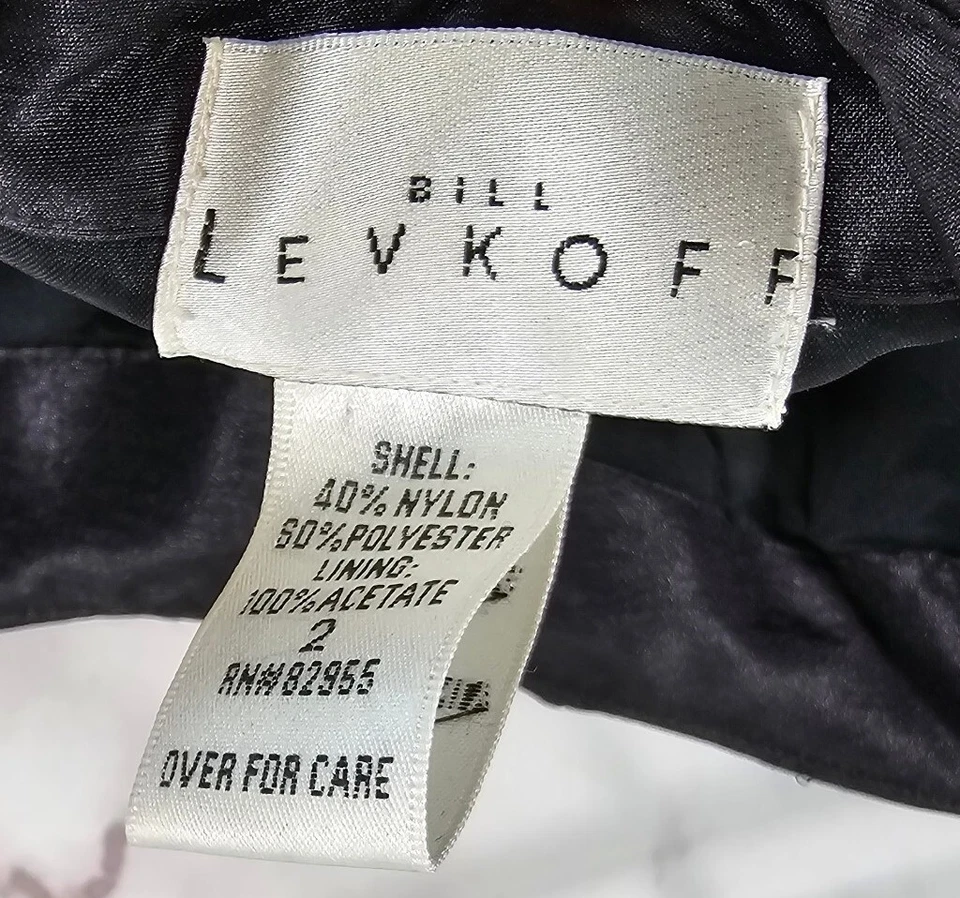 BILL
LEVKOFF
SHELL:
40% NYLON
60% POLYESTER
LINING:
100% ACETATE
2
RN# 82955
OVER FOR CARE